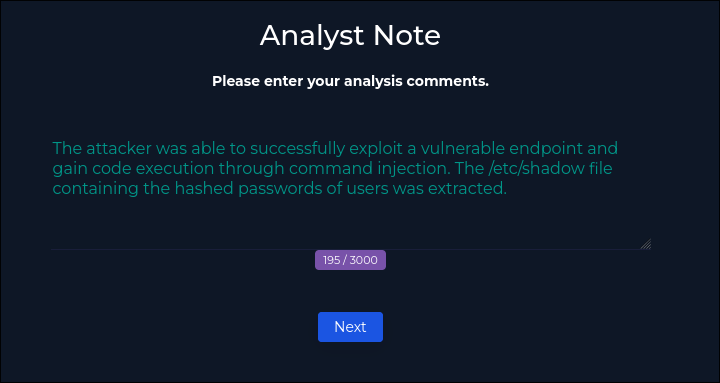 Analyst Note
Please enter your analysis comments.
The attacker was able to successfully exploit a vulnerable endpoint and
gain code execution through command injection. The /etc/shadow file
containing the hashed passwords of users was extracted.
195 / 3000
Next